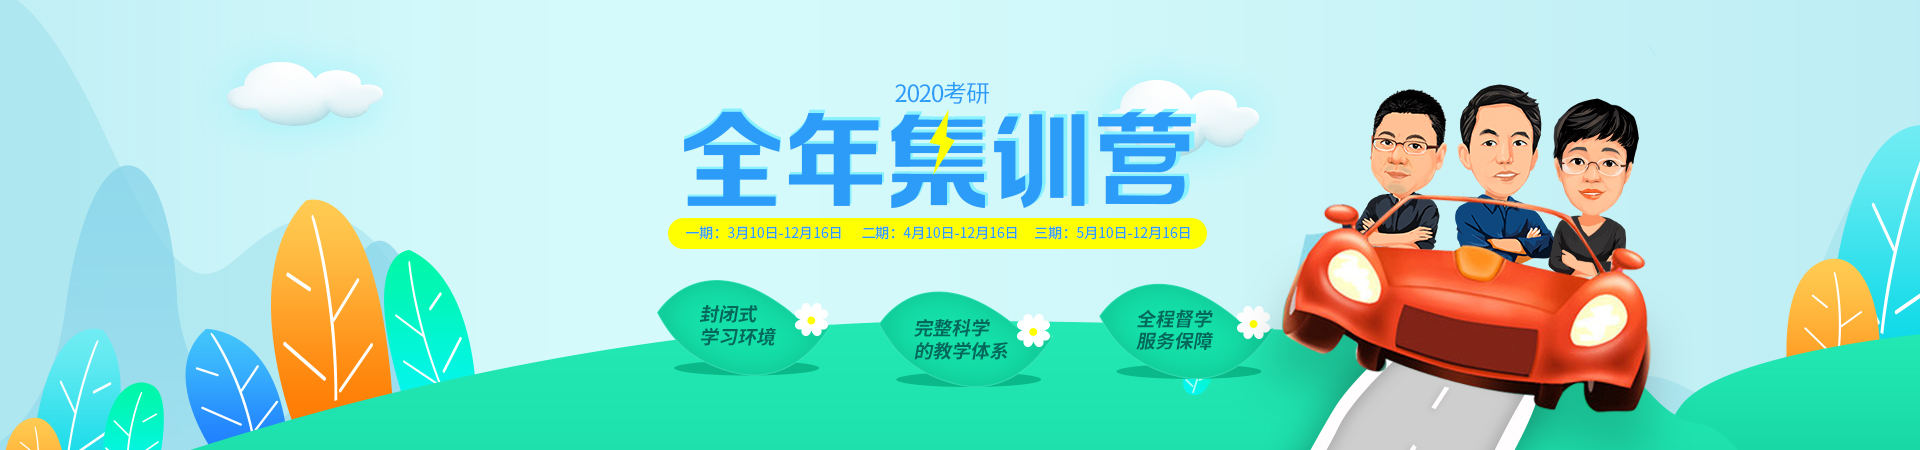 2020考研
全年集训营
一期：3月10日-12月16日 二期：4月10日-12月16日 三期：5月10日-12月16日
封闭式
学习环境
完整科学
的教学体系
全程督学
服务保障